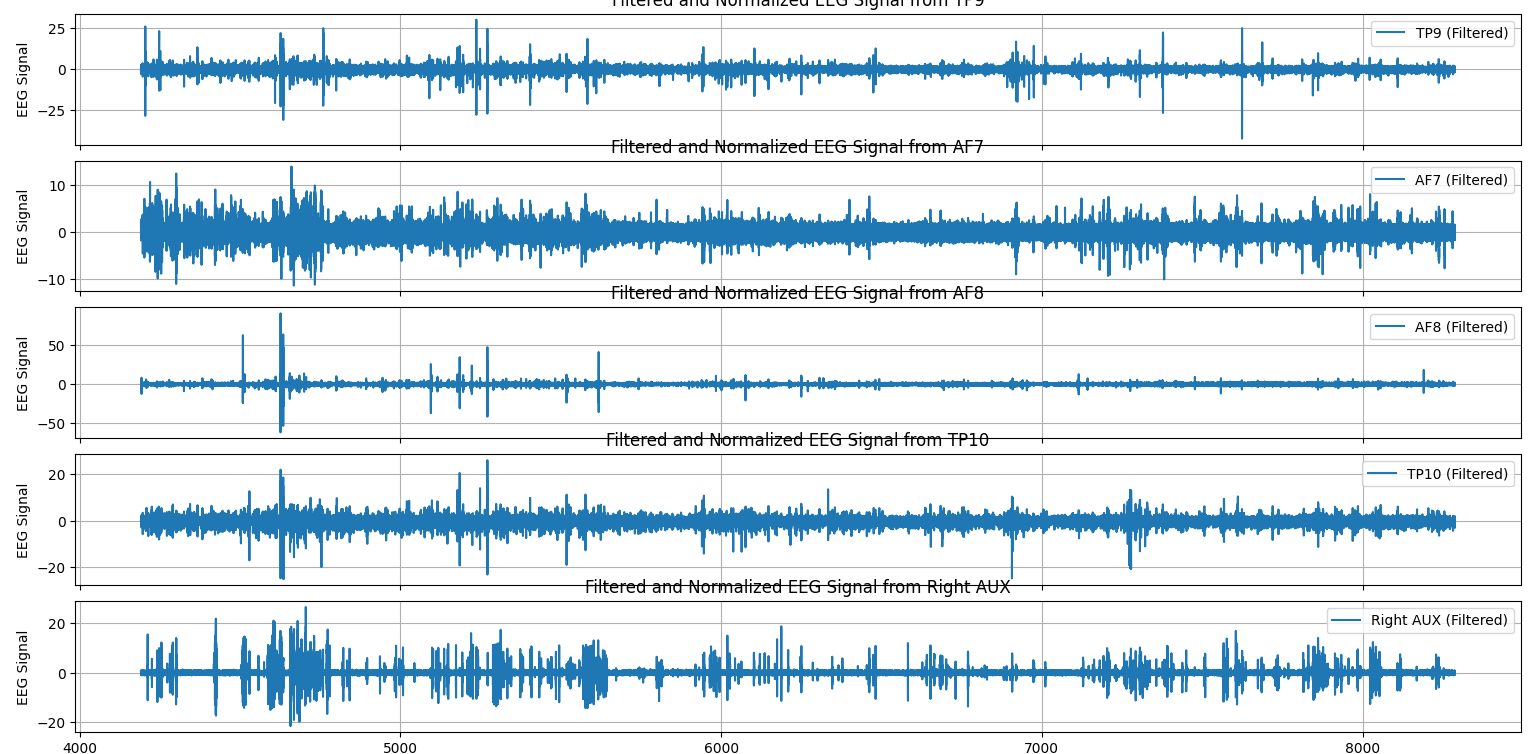 Filtered and Normalized EEG Signal from TP9
25
0
−25
EEG Signal
TP9 (Filtered)
Filtered and Normalized EEG Signal from AF7
10
0
−10
EEG Signal
AF7 (Filtered)
Filtered and Normalized EEG Signal from AF8
50
0
−50
EEG Signal
AF8 (Filtered)
Filtered and Normalized EEG Signal from TP10
20
0
−20
EEG Signal
TP10 (Filtered)
Filtered and Normalized EEG Signal from Right AUX
20
0
−20
EEG Signal
Right AUX (Filtered)
4000 5000 6000 7000 8000